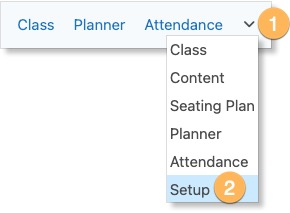 Class Planner Attendance 1
Class
Content
Seating Plan
Planner
Attendance
Setup 2